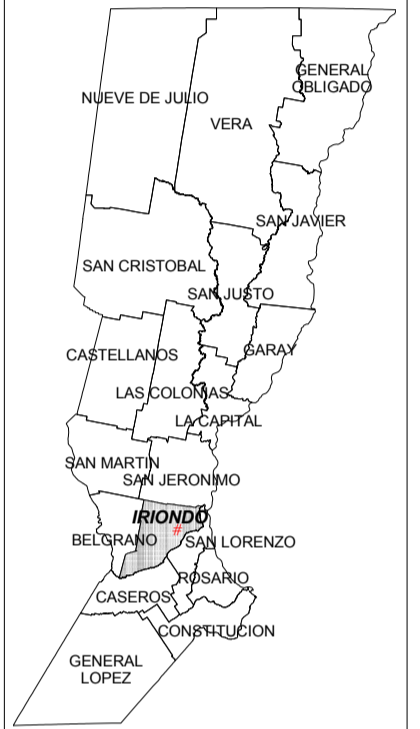 GENERAL
OBLIGADO
NUEVE DE JULIO
VERA
SAN JAVIER
SAN CRISTOBAL
SAN JUSTO
GARAY
CASTELLANOS
LAS COLONIAS
LA CAPITAL
SAN MARTIN
SAN JERONIMO
IRIONDO
#
BELGRANO
SAN LORENZO
ROSARIO
CASEROS
CONSTITUCION
GENERAL
LOPEZ